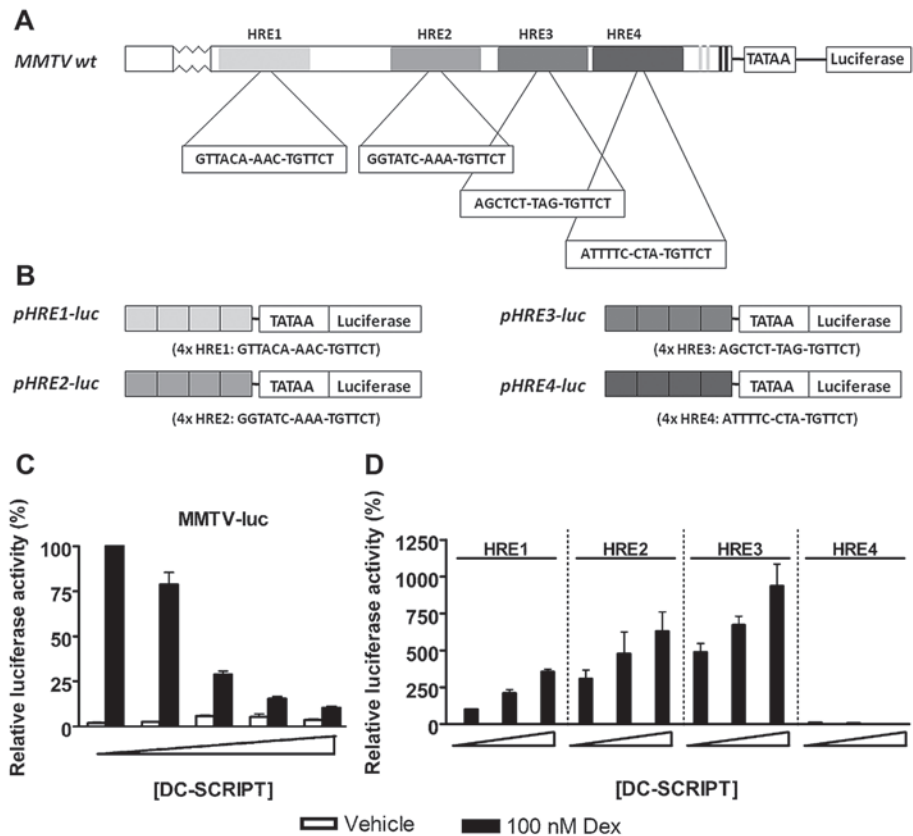 A
HRE1 HRE2 HRE3 HRE4
MMTV wt
TATAA Luciferase
GTTACA-AAC-TGTTCT
GGTATC-AAA-TGTTCT
AGCTCT-TAG-TGTTCT
ATTTTC-CTA-TGTTCT
B
pHRE1-luc TATAA Luciferase
(4x HRE1: GTTACA-AAC-TGTTCT)
pHRE2-luc TATAA Luciferase
(4x HRE2: GGTATC-AAA-TGTTCT)
pHRE3-luc TATAA Luciferase
(4x HRE3: AGCTCT-TAG-TGTTCT)
pHRE4-luc TATAA Luciferase
(4x HRE4: ATTTTC-CTA-TGTTCT)
C
MMTV-luc
Relative luciferase activity (%)
100
75
50
25
0
[DC-SCRIPT]
D
Relative luciferase activity (%)
1250
1000
750
500
250
0
HRE1 HRE2 HRE3 HRE4
[DC-SCRIPT]
Vehicle 100 nM Dex